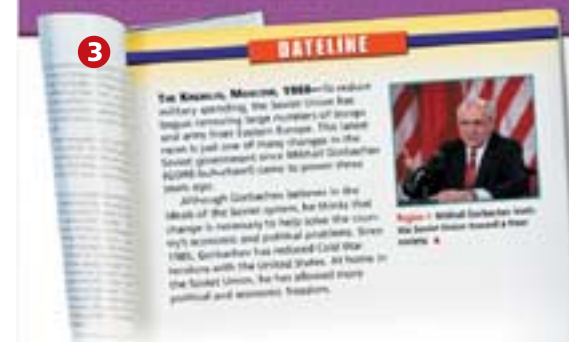 3
DATELINE
THE KREMLIN, MOSCOW, 1988—To reduce
military spending, the Soviet Union has
begun removing large numbers of troops
and arms from Eastern Europe. This latest
news is just one of many changes in the
Soviet government since Mikhail Gorbachev
came to power three
years ago.
Although Gorbachev believes in the
ideals of the Soviet system, he thinks that
change is necessary to help solve the coun-
try's economic and political problems. Since
1985, Gorbachev has reduced Cold War
tensions with the United States. At home in
the Soviet Union, he has allowed more
political and economic freedom.
Region • Mikhail Gorbachev leads
the Soviet Union toward a freer
society. ▲